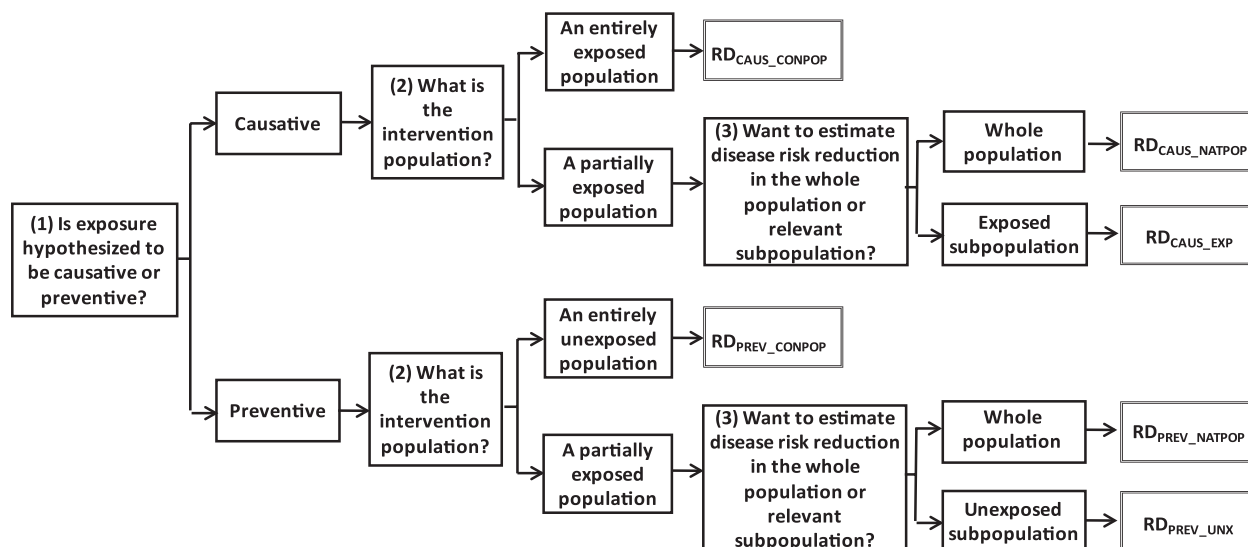 (1) Is exposure
hypothesized to
be causative or
preventive?
Causative
(2) What is
the
intervention
population?
An entirely
exposed
population
RDCAUS_CONPOP
A partially
exposed
population
(3) Want to estimate
disease risk reduction
in the whole
population or
relevant
subpopulation?
Whole
population
RDCAUS_NATPOP
Exposed
subpopulation
RDCAUS_EXP
Preventive
(2) What is
the
intervention
population?
An entirely
unexposed
population
RDPREV_CONPOP
A partially
exposed
population
(3) Want to estimate
disease risk reduction
in the whole
population or
relevant
subpopulation?
Whole
population
RDPREV_NATPOP
Unexposed
subpopulation
RDPREV_UNX